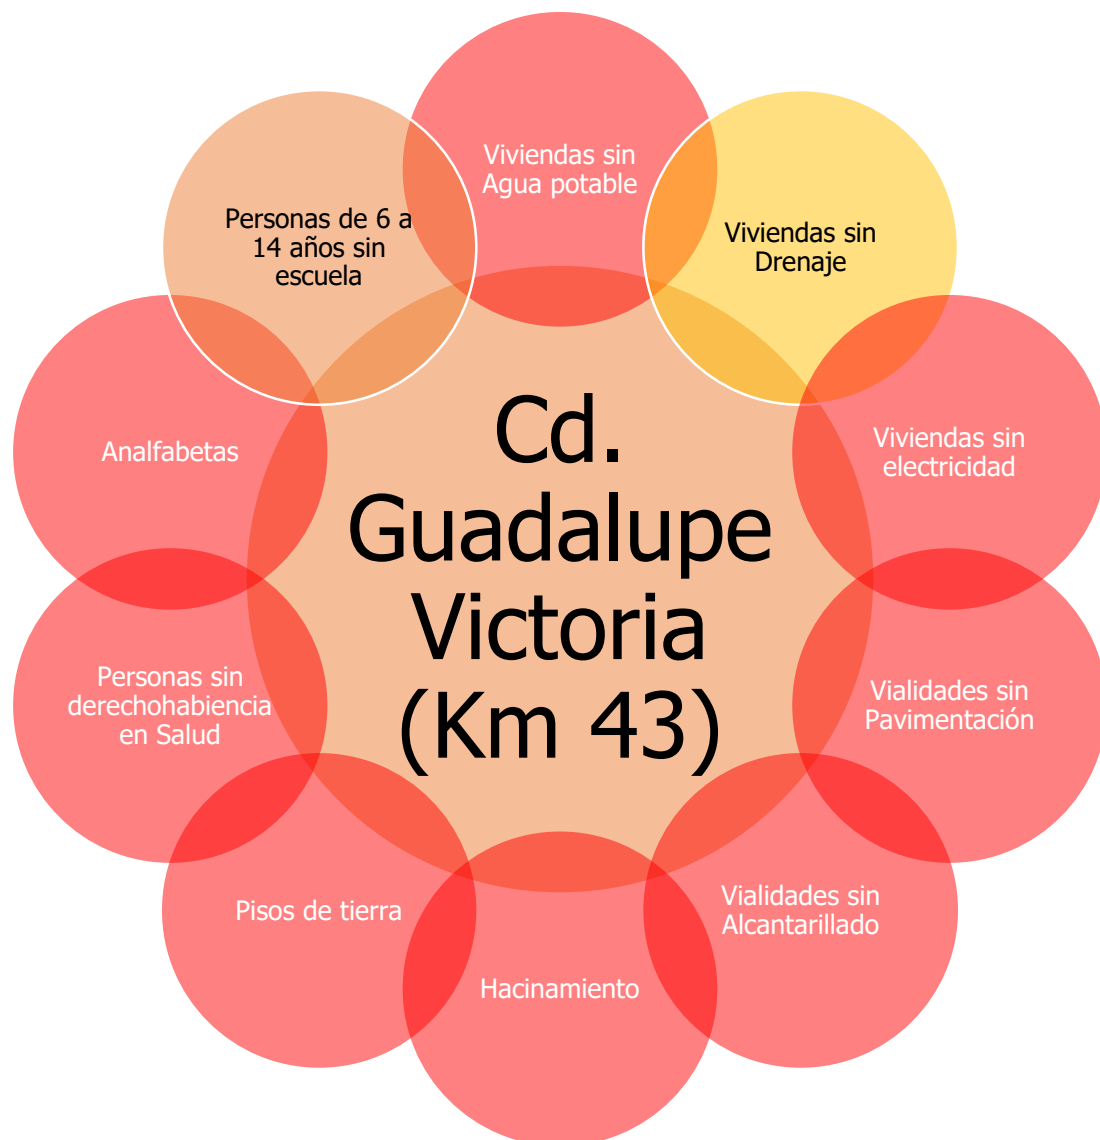 Viviendas sin
Agua potable
Viviendas sin
Drenaje
Viviendas sin
electricidad
Vialidades sin
Pavimentación
Vialidades sin
Alcantarillado
Hacinamiento
Pisos de tierra
Personas sin
derechohabiencia
en Salud
Analfabetas
Personas de 6 a
14 años sin
escuela
Cd.
Guadalupe
Victoria
(Km 43)